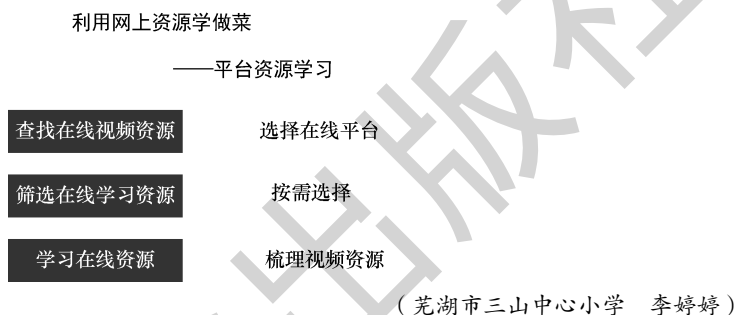 利用网上资源学做菜
——平台资源学习
查找在线视频资源 选择在线平台
筛选在线学习资源 按需选择
学习在线资源 梳理视频资源
（芜湖市三山中心小学 李婷婷）
出版社